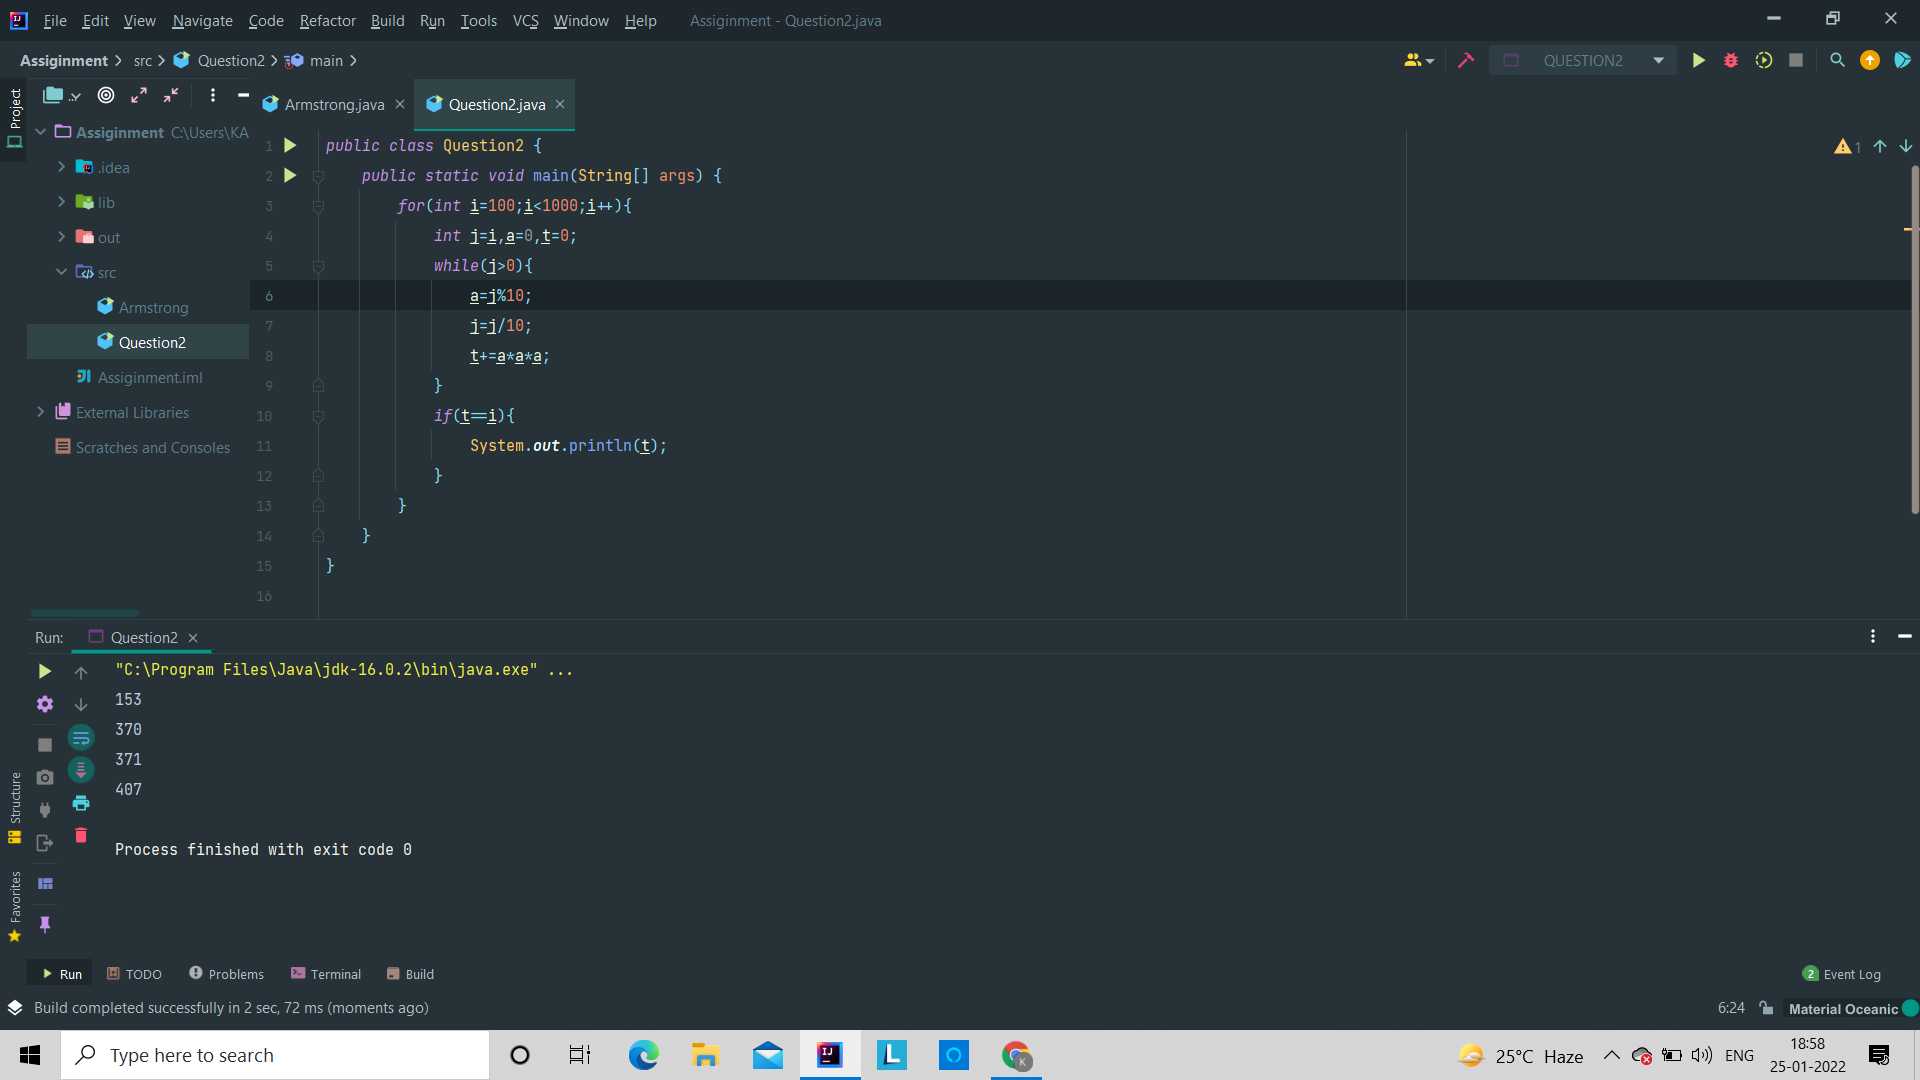 File Edit View Navigate Code Refactor Build Run Tools VCS Window Help Assiginment - Question2.java
Assiginment src Question2 main QUESTION2
Project
Armstrong.java Question2.java
Assiginment C:\Users\KA
.idea
lib
out
src
Armstrong
Question2
Assiginment.iml
External Libraries
Scratches and Consoles
1 public class Question2 {
2 public static void main(String[] args) {
3 for(int i=100;i<1000;i++){
4 int j=i,a=0,t=0;
5 while(j>0){
6 a=j%10;
7 j=j/10;
8 t+=a*a*a;
9 }
10 if(t==i){
11 System.out.println(t);
12 }
13 }
14 }
15 }
16
1
Run: Question2
"C:\Program Files\Java\jdk-16.0.2\bin\java.exe" ...
153
370
371
407
Process finished with exit code 0
Structure
Favorites
Run TODO Problems Terminal Build 2 Event Log
Build completed successfully in 2 sec, 72 ms (moments ago) 6:24 Material Oceanic
Type here to search 25°C Haze ENG 18:58
25-01-2022